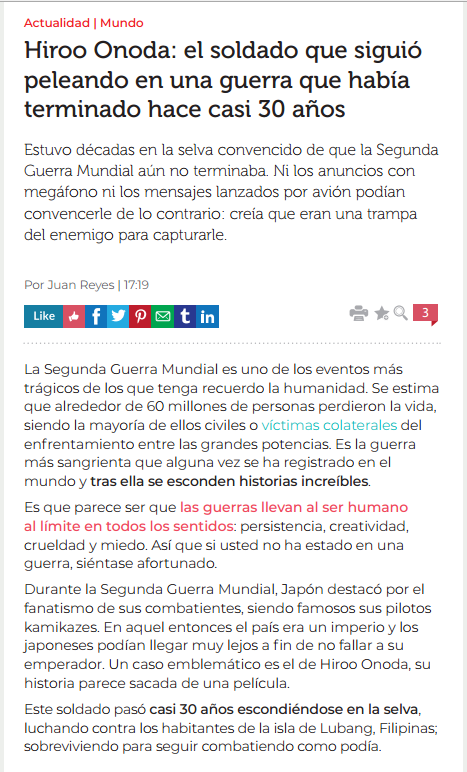 Actualidad | Mundo
Hiroo Onoda: el soldado que siguió
peleando en una guerra que había
terminado hace casi 30 años
Estuvo décadas en la selva convencido de que la Segunda
Guerra Mundial aún no terminaba. Ni los anuncios con
megáfono ni los mensajes lanzados por avión podían
convencerle de lo contrario: creía que eran una trampa
del enemigo para capturarle.
Por Juan Reyes | 17:19
Like
3
La Segunda Guerra Mundial es uno de los eventos más
trágicos de los que tenga recuerdo la humanidad. Se estima
que alrededor de 60 millones de personas perdieron la vida,
siendo la mayoría de ellos civiles o víctimas colaterales del
enfrentamiento entre las grandes potencias. Es la guerra
más sangrienta que alguna vez se ha registrado en el
mundo y tras ella se esconden historias increíbles.
Es que parece ser que las guerras llevan al ser humano
al límite en todos los sentidos: persistencia, creatividad,
crueldad y miedo. Así que si usted no ha estado en una
guerra, siéntase afortunado.
Durante la Segunda Guerra Mundial, Japón destacó por el
fanatismo de sus combatientes, siendo famosos sus pilotos
kamikazes. En aquel entonces el país era un imperio y los
japoneses podían llegar muy lejos a fin de no fallar a su
emperador. Un caso emblemático es el de Hiroo Onoda, su
historia parece sacada de una película.
Este soldado pasó casi 30 años escondiéndose en la selva,
luchando contra los habitantes de la isla de Lubang, Filipinas;
sobreviviendo para seguir combatiendo como podía.